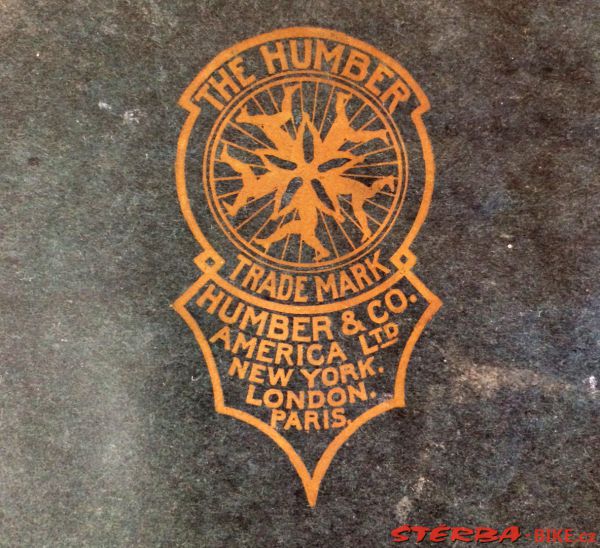 THE HUMBER
TRADE MARK
HUMBER & CO.
AMERICA LTD
NEW YORK.
LONDON.
PARIS.
STERBA-BIKE.cz